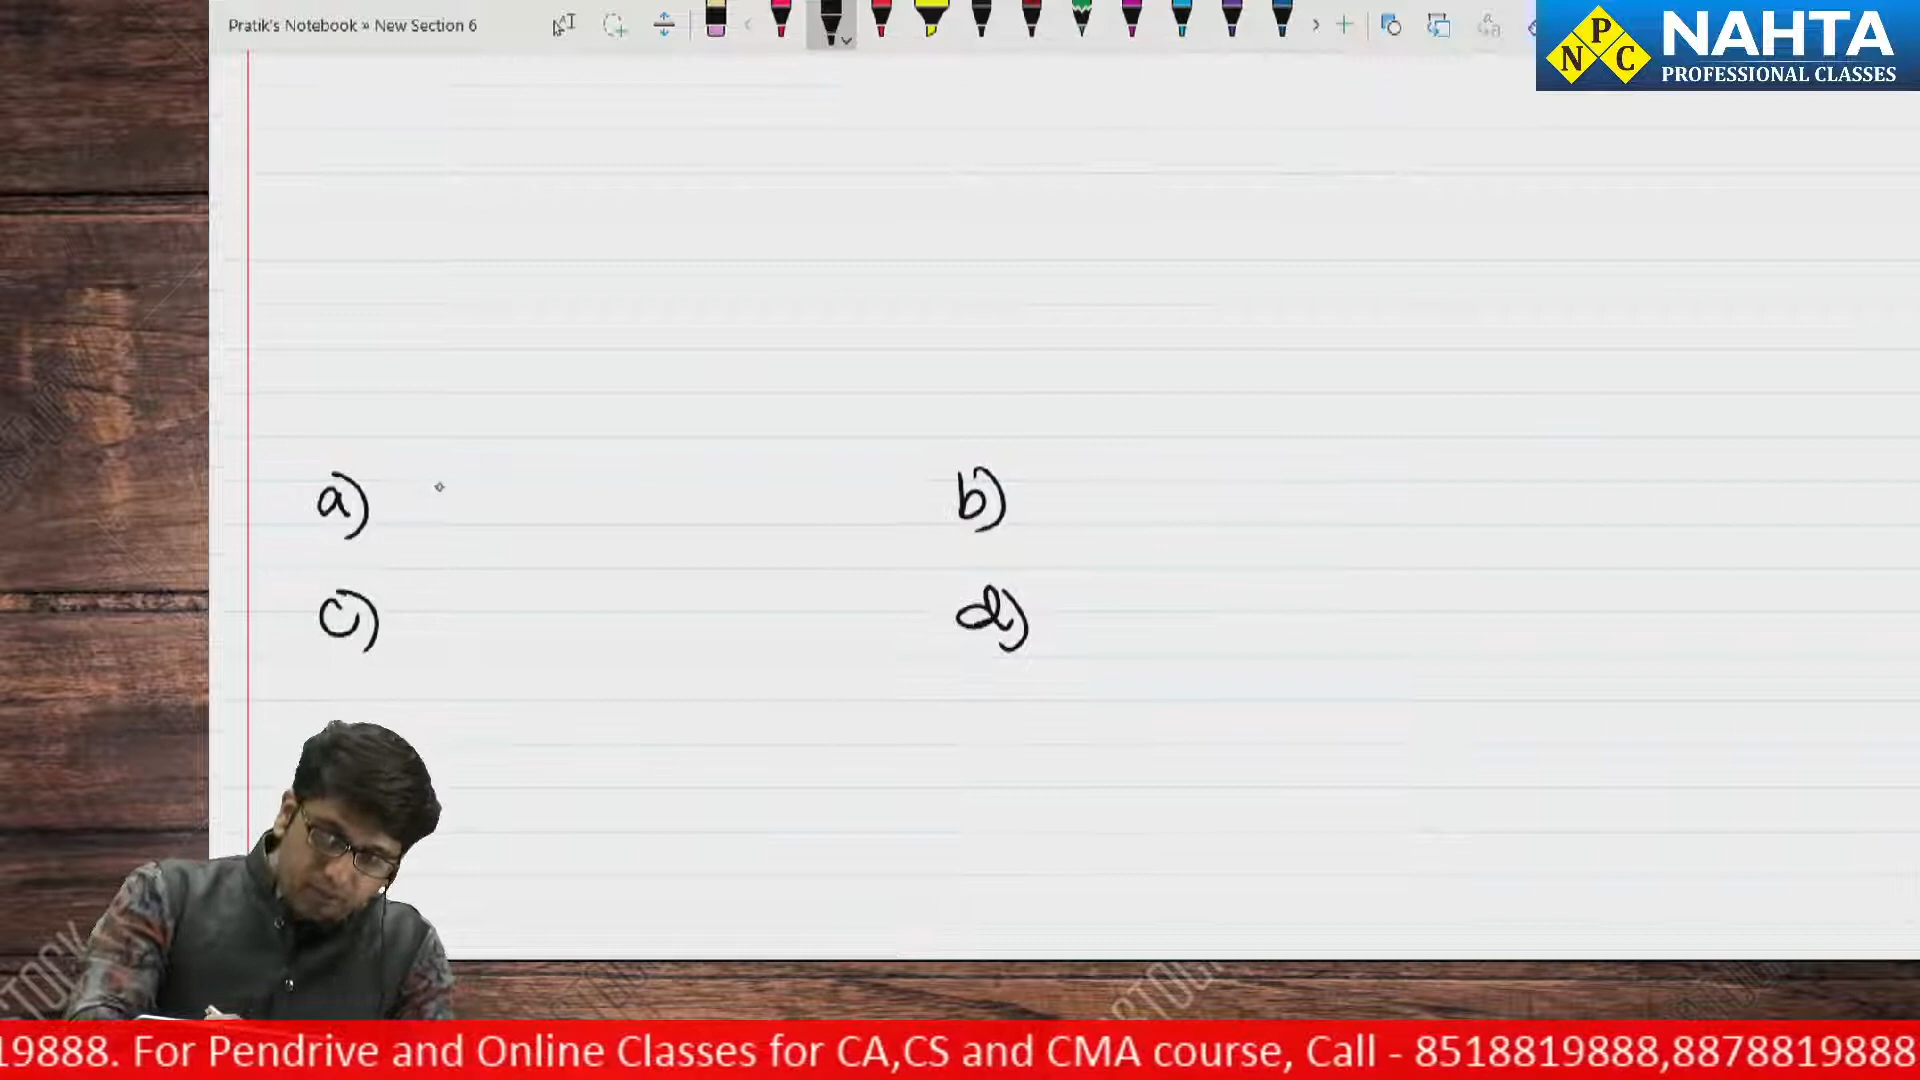 Pratik's Notebook » New Section 6
N P C
NAHTA
PROFESSIONAL CLASSES
a) b)
c) d)
19888. For Pendrive and Online Classes for CA,CS and CMA course, Call - 8518819888,8878819888